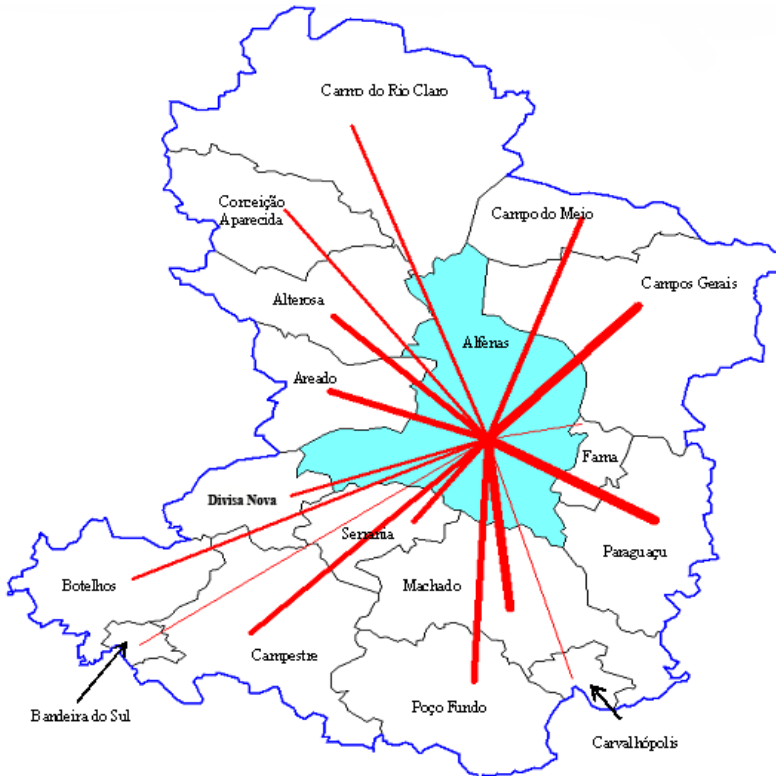 Carmo do Rio Claro
Conceição
Aparecida
Campo do Meio
Campos Gerais
Alterosa
Alfenas
Areado
Fama
Divisa Nova
Serrania
Paraguaçu
Botelhos
Machado
Campestre
Poço Fundo
Bandeira do Sul
Carvalhópolis